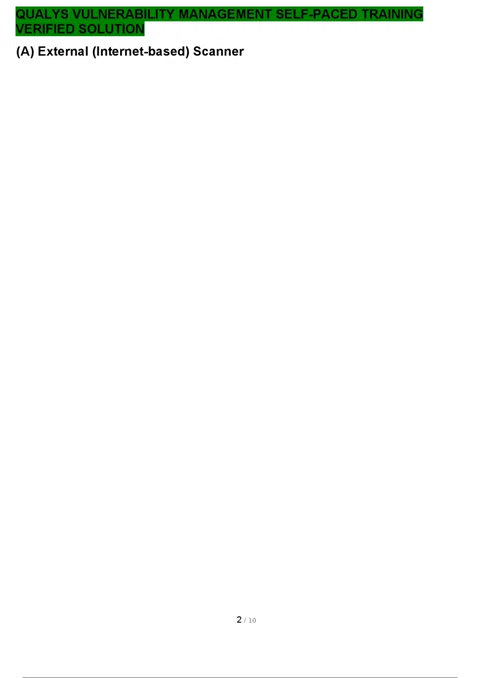 QUALYS VULNERABILITY MANAGEMENT SELF-PACED TRAINING
VERIFIED SOLUTION
(A) External (Internet-based) Scanner
2 / 10